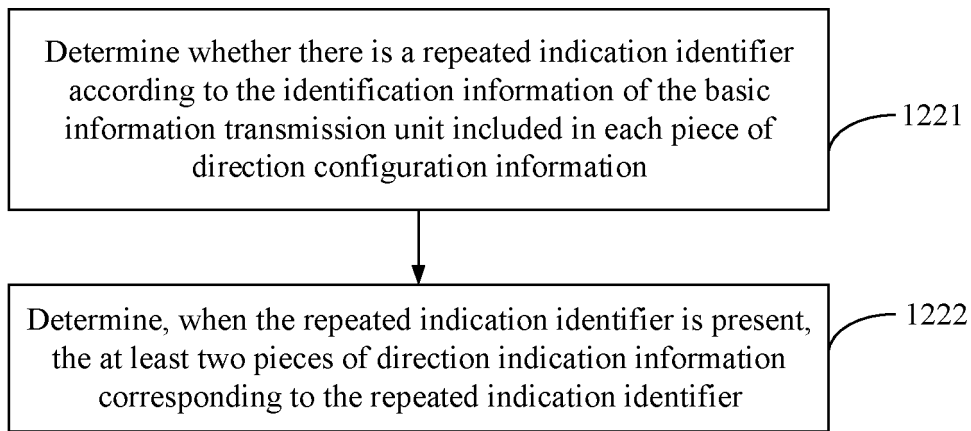 Determine whether there is a repeated indication identifier
according to the identification information of the basic
information transmission unit included in each piece of
direction configuration information
1221
Determine, when the repeated indication identifier is present,
the at least two pieces of direction indication information
corresponding to the repeated indication identifier
1222